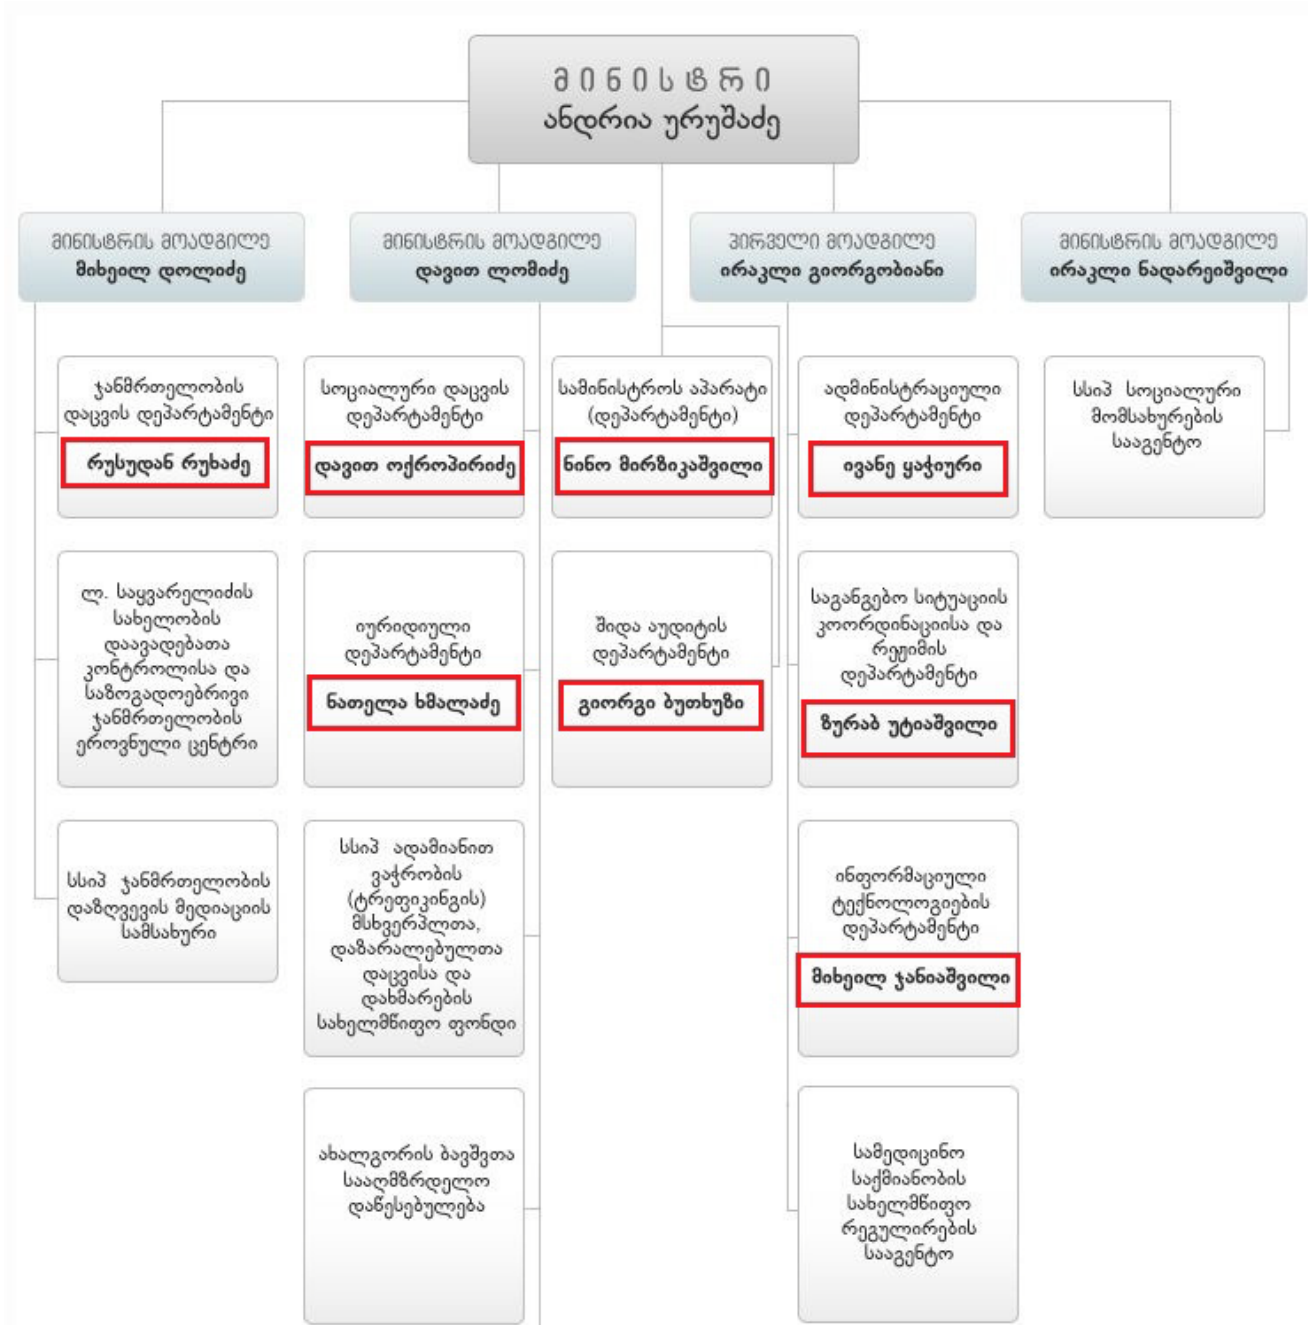 მინისტრი
ანდრია ურუშაძე
მინისტრის მოადგილე
მიხეილ დოლიძე
მინისტრის მოადგილე
დავით ლომიძე
პირველი მოადგილე
ირაკლი გიორგობიანი
მინისტრის მოადგილე
ირაკლი ნადარეიშვილი
ჯანმრთელობის
დაცვის დეპარტამენტი
რუსუდან რუხაძე
სოციალური დაცვის
დეპარტამენტი
დავით ოქროპირიძე
სამინისტროს აპარატი
(დეპარტამენტი)
ნინო მირზიკაშვილი
ადმინისტრაციული
დეპარტამენტი
ივანე ყაჭიური
სსიპ სოციალური
მომსახურების
სააგენტო
ლ. საყვარელიძის
სახელობის
დაავადებათა
კონტროლისა და
საზოგადოებრივი
ჯანმრთელობის
ეროვნული ცენტრი
იურიდიული
დეპარტამენტი
ნათელა ხმალაძე
შიდა აუდიტის
დეპარტამენტი
გიორგი ბუთხუზი
საგანგებო სიტუაციის
კოორდინაციისა და
რეჟიმის
დეპარტამენტი
ზურაბ უტიაშვილი
სსიპ ჯანმრთელობის
დაზღვევის მედიაციის
სამსახური
სსიპ ადამიანით
ვაჭრობის
(ტრეფიკინგის)
მსხვერპლთა,
დაზარალებულთა
დაცვისა და
დახმარების
სახელმწიფო ფონდი
ინფორმაციული
ტექნოლოგიების
დეპარტამენტი
მიხეილ ჯანიაშვილი
ახალგორის ბავშვთა
სააღმზრდელო
დაწესებულება
სამედიცინო
საქმიანობის
სახელმწიფო
რეგულირების
სააგენტო